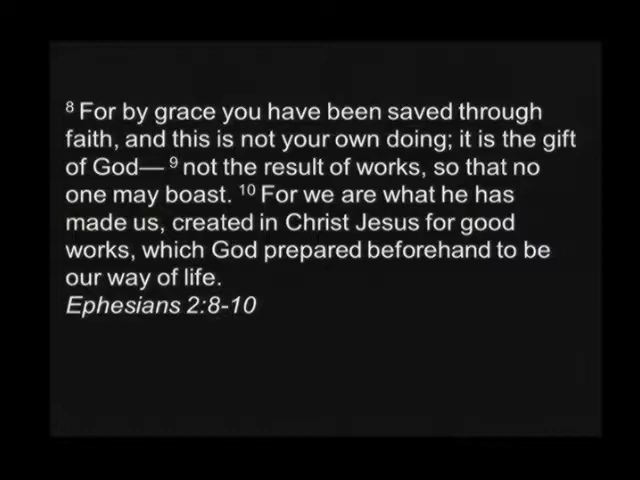 8 For by grace you have been saved through
faith, and this is not your own doing; it is the gift
of God— 9 not the result of works, so that no
one may boast. 10 For we are what he has
made us, created in Christ Jesus for good
works, which God prepared beforehand to be
our way of life.
Ephesians 2:8-10